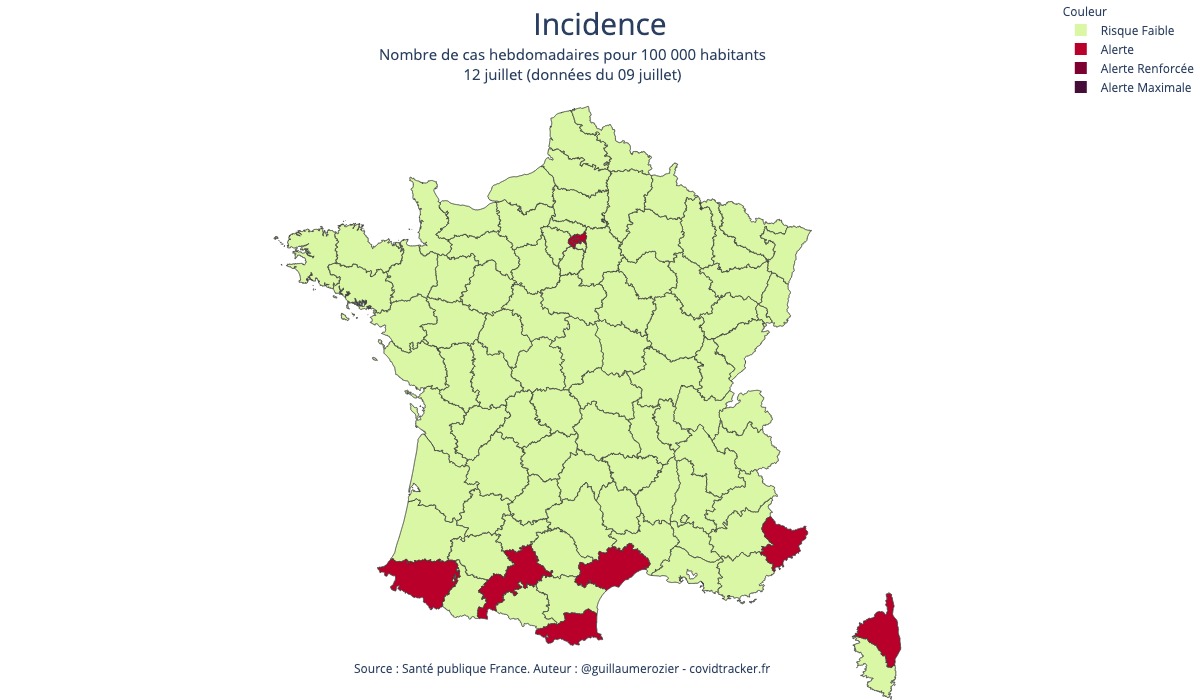 Incidence
Nombre de cas hebdomadaires pour 100 000 habitants
12 juillet (données du 09 juillet)
Couleur
Risque Faible
Alerte
Alerte Renforcée
Alerte Maximale
Source : Santé publique France. Auteur : @guillaumerozier - covidtracker.fr